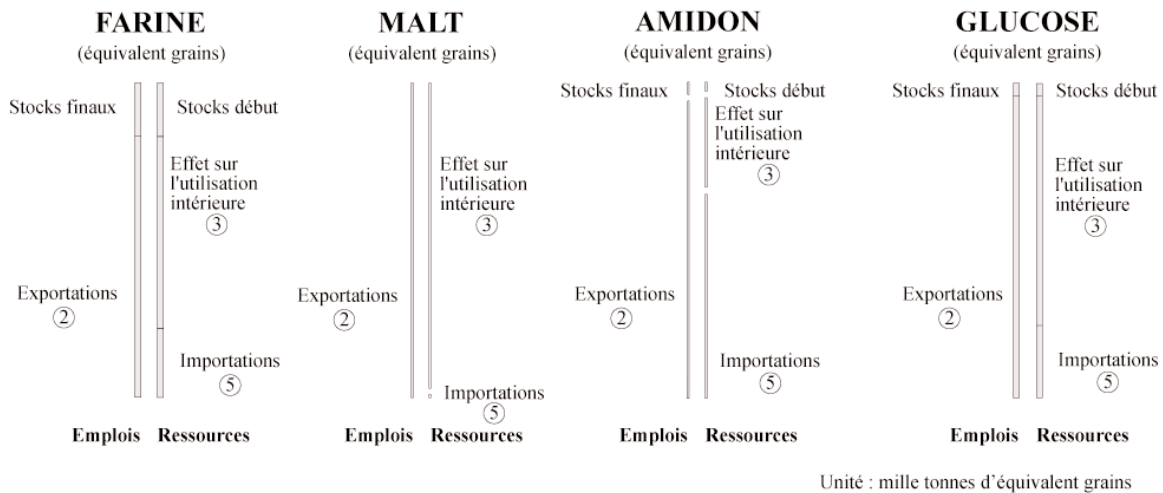 FARINE
(équivalent grains)
Stocks finaux
Stocks début
Effet sur
l'utilisation
intérieure
3
Exportations
2
Importations
5
Emplois Ressources
MALT
(équivalent grains)
Effet sur
l'utilisation
intérieure
3
Exportations
2
Importations
5
Emplois Ressources
AMIDON
(équivalent grains)
Stocks finaux
Stocks début
Effet sur
l'utilisation
intérieure
3
Exportations
2
Importations
5
Emplois Ressources
GLUCOSE
(équivalent grains)
Stocks finaux
Stocks début
Effet sur
l'utilisation
intérieure
3
Exportations
2
Importations
5
Emplois Ressources
Unité : mille tonnes d'équivalent grains